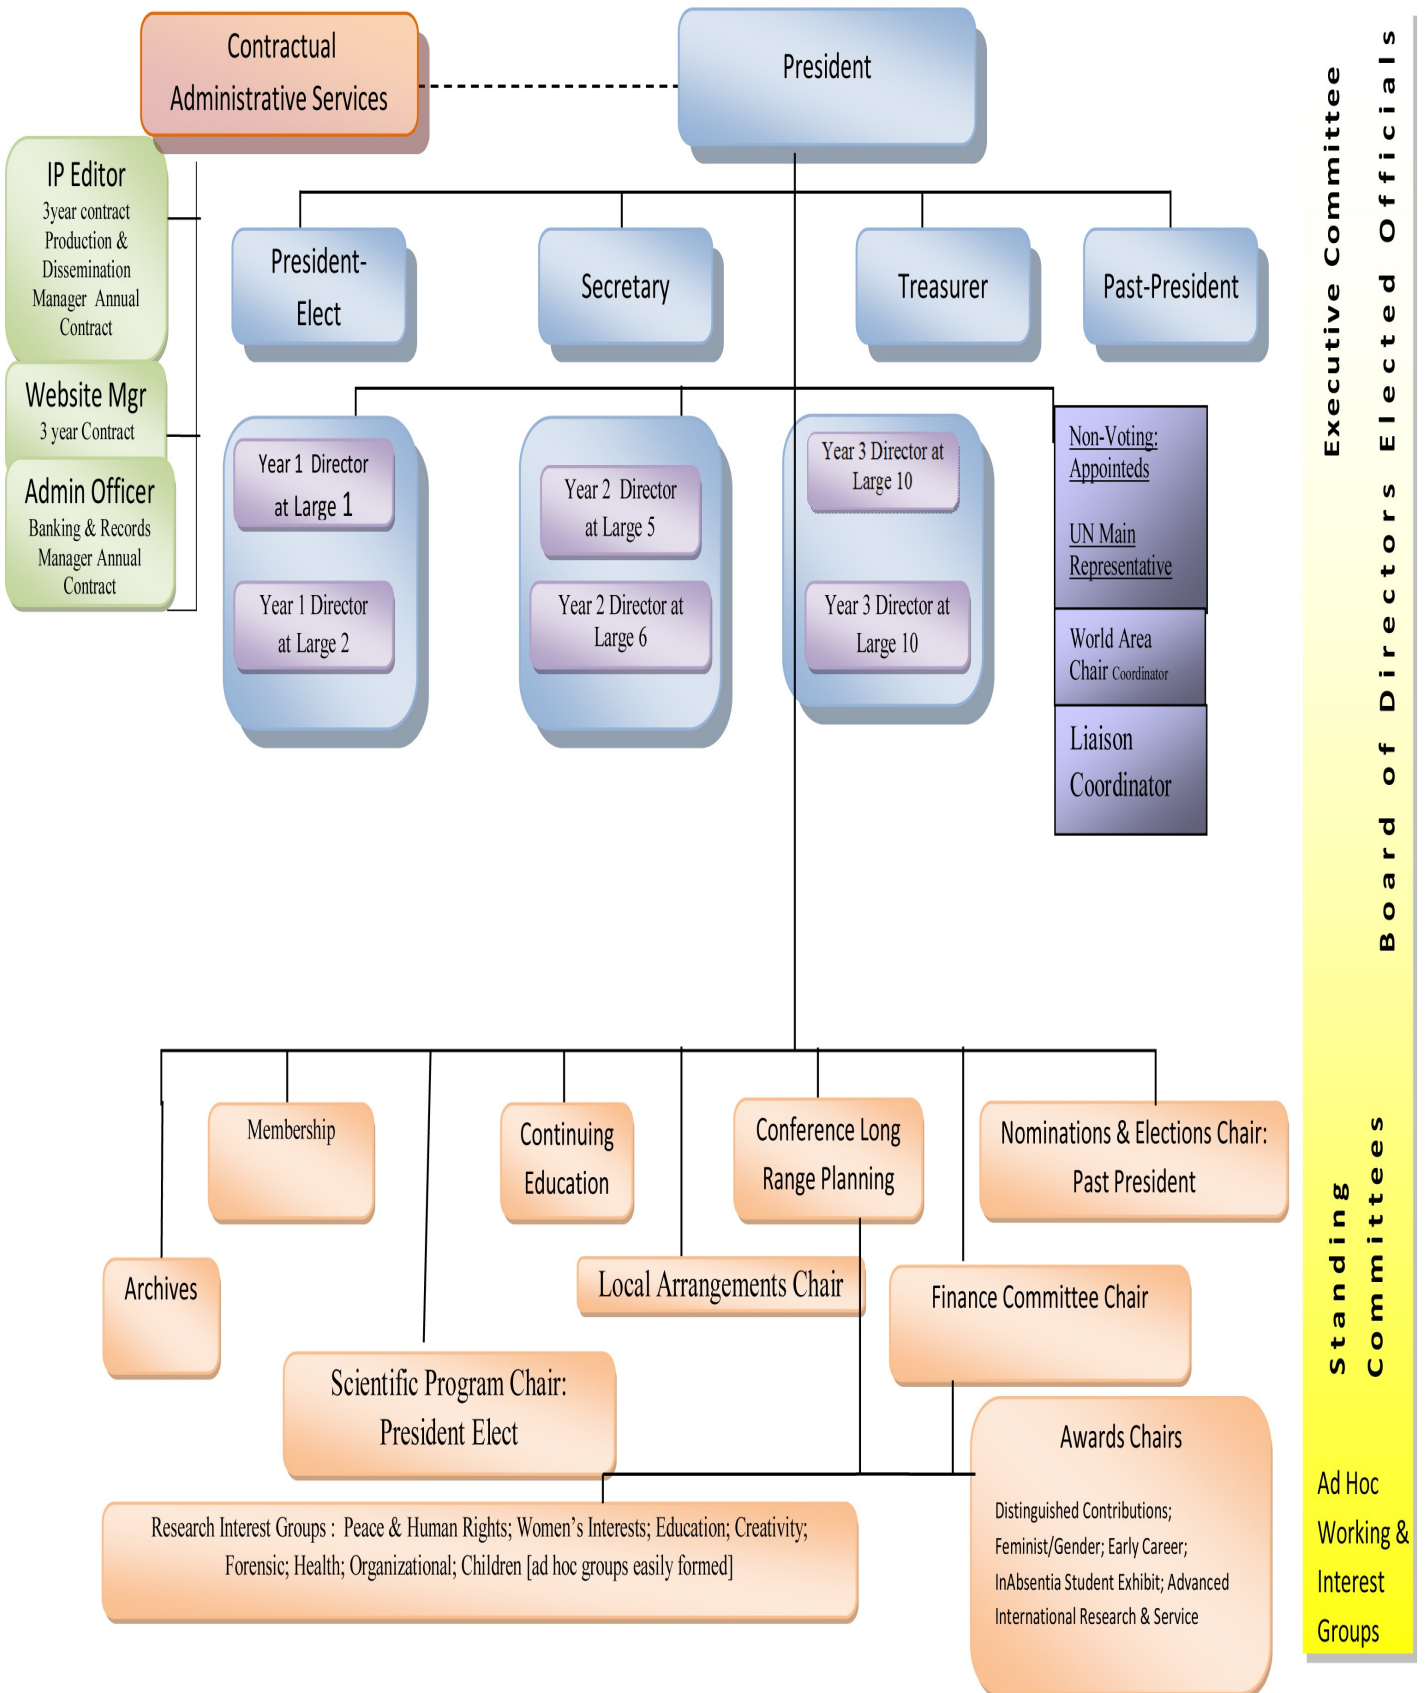 Contractual
Administrative Services
President
IP Editor
3year contract
Production &
Dissemination
Manager Annual
Contract
Website Mgr
3 year Contract
Admin Officer
Banking & Records
Manager Annual
Contract
President-
Elect
Secretary
Treasurer
Past-President
Year 1 Director
at Large 1
Year 1 Director
at Large 2
Year 2 Director
at Large 5
Year 2 Director at
Large 6
Year 3 Director at
Large 10
Year 3 Director at
Large 10
Non-Voting:
Appointeds
UN Main
Representative
World Area
Chair Coordinator
Liaison
Coordinator
Membership
Continuing
Education
Conference Long
Range Planning
Nominations & Elections Chair:
Past President
Archives
Local Arrangements Chair
Finance Committee Chair
Scientific Program Chair:
President Elect
Awards Chairs
Distinguished Contributions;
Feminist/Gender; Early Career;
InAbsentia Student Exhibit; Advanced
International Research & Service
Research Interest Groups : Peace & Human Rights; Women’s Interests; Education; Creativity;
Forensic; Health; Organizational; Children [ad hoc groups easily formed]
Executive Committee
Board of Directors Elected Officials
Standing
Committees
Ad Hoc
Working &
Interest
Groups